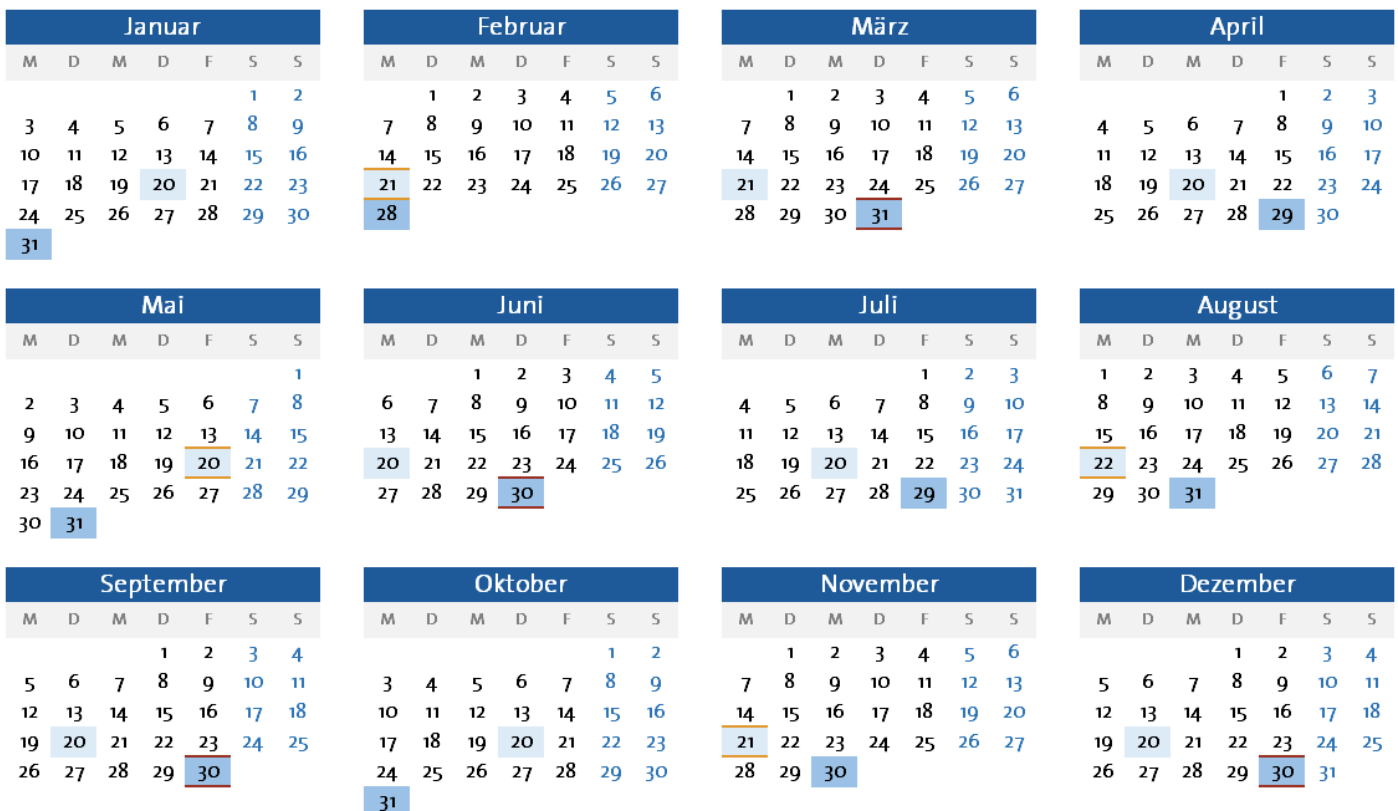 Januar Februar März April
M D M D F S S M D M D F S S M D M D F S S M D M D F S S
1 2 1 2 3 4 5 6 1 2 3 4 5 6 1 2 3
3 4 5 6 7 8 9 7 8 9 10 11 12 13 7 8 9 10 11 12 13 4 5 6 7 8 9 10
10 11 12 13 14 15 16 14 15 16 17 18 19 20 14 15 16 17 18 19 20 11 12 13 14 15 16 17
17 18 19 20 21 22 23 21 22 23 24 25 26 27 21 22 23 24 25 26 27 18 19 20 21 22 23 24
24 25 26 27 28 29 30 28 28 29 30 31 25 26 27 28 29 30
31
Mai Juni Juli August
M D M D F S S M D M D F S S M D M D F S S M D M D F S S
1 1 2 3 4 5 1 2 3 1 2 3 4 5 6 7
2 3 4 5 6 7 8 6 7 8 9 10 11 12 4 5 6 7 8 9 10 8 9 10 11 12 13 14
9 10 11 12 13 14 15 13 14 15 16 17 18 19 11 12 13 14 15 16 17 15 16 17 18 19 20 21
16 17 18 19 20 21 22 20 21 22 23 24 25 26 18 19 20 21 22 23 24 22 23 24 25 26 27 28
23 24 25 26 27 28 29 27 28 29 30 25 26 27 28 29 30 31 29 30 31
30 31
September Oktober November Dezember
M D M D F S S M D M D F S S M D M D F S S M D M D F S S
1 2 3 4 1 2 1 2 3 4 5 6 1 2 3 4
5 6 7 8 9 10 11 3 4 5 6 7 8 9 7 8 9 10 11 12 13 5 6 7 8 9 10 11
12 13 14 15 16 17 18 10 11 12 13 14 15 16 14 15 16 17 18 19 20 12 13 14 15 16 17 18
19 20 21 22 23 24 25 17 18 19 20 21 22 23 21 22 23 24 25 26 27 19 20 21 22 23 24 25
26 27 28 29 30 24 25 26 27 28 29 30 28 29 30 26 27 28 29 30 31
31